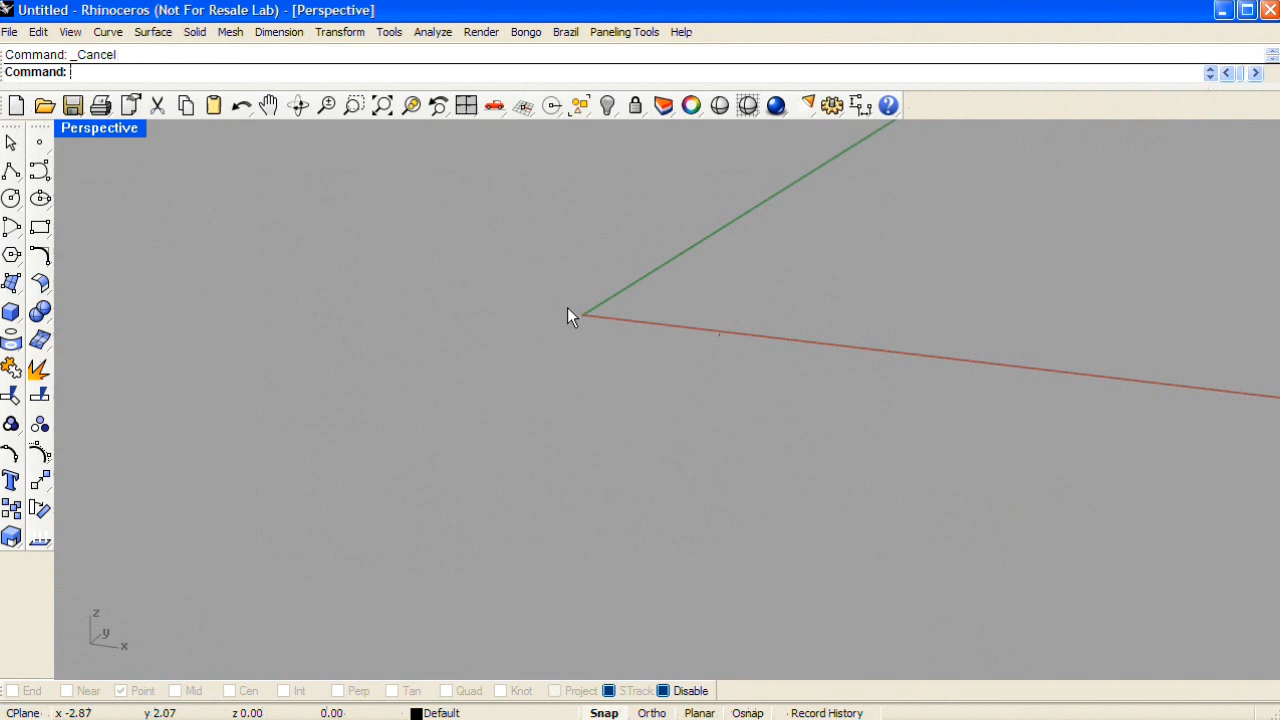 Untitled - Rhinoceros (Not For Resale Lab) - [Perspective]
File Edit View Curve Surface Solid Mesh Dimension Transform Tools Analyze Render Bongo Brazil Paneling Tools Help
Command: _Cancel
Command:
Perspective
z
y
x
End Near Point Mid Cen Int Perp Tan Quad Knot Project STrack Disable
CPlane x -2.87 y 2.07 z 0.00 0.00 Default Snap Ortho Planar Osnap Record History